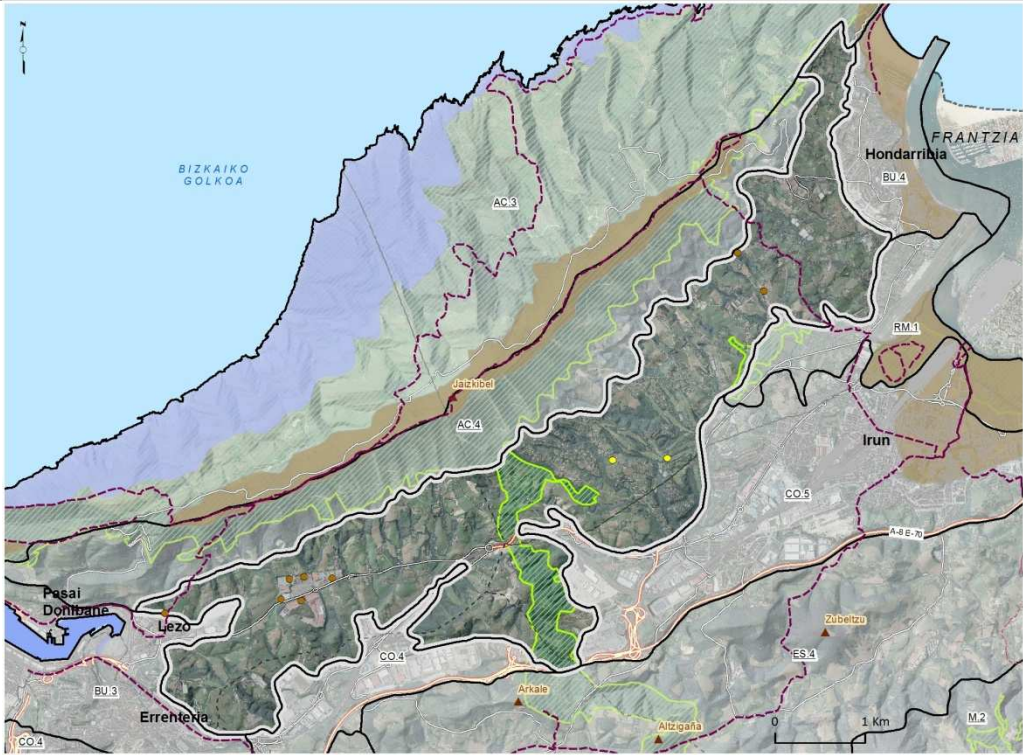 N
FRANTZIA
Hondarribia
BU.4
BIZKAIKO
GOLKOA
AC.3
RM.1
Jaizkibel
AC.4
Irun
CO.5
A-8 E-70
Pasai
Donibane
Lezo
Zubeltzu
ES.4
CO.4
BU.3
Arkale
Errenteria
Altzigaña
0
1 Km
M.2
CO.4